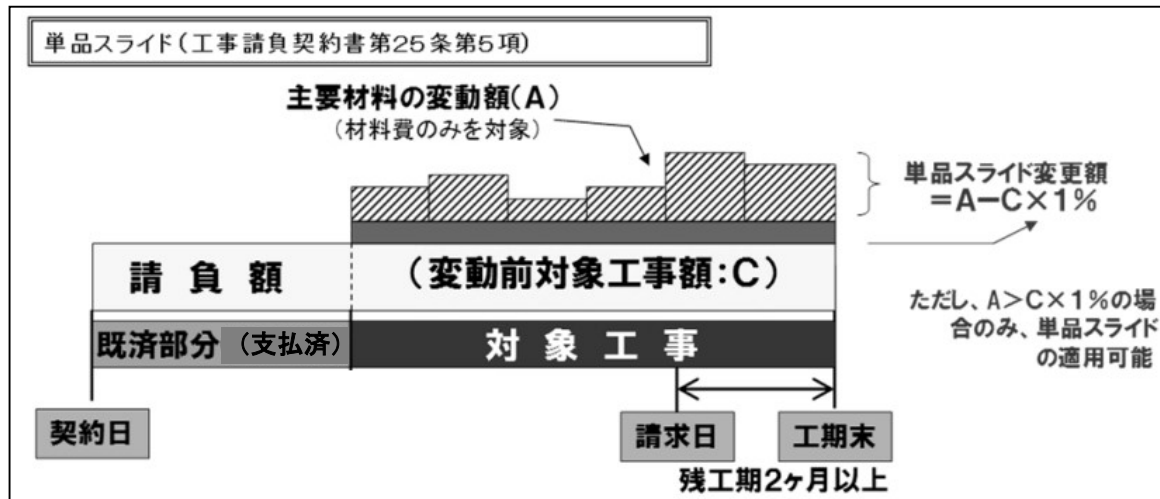 単品スライド(工事請負契約書第25条第5項)
主要材料の変動額(A)
(材料費のみを対象)
単品スライド変更額
=A-C×1%
請負額
(変動前対象工事額:C)
ただし、A>C×1%の場
合のみ、単品スライド
の適用可能
既済部分(支払済)
対象工事
契約日
請求日
工期末
残工期2ヶ月以上